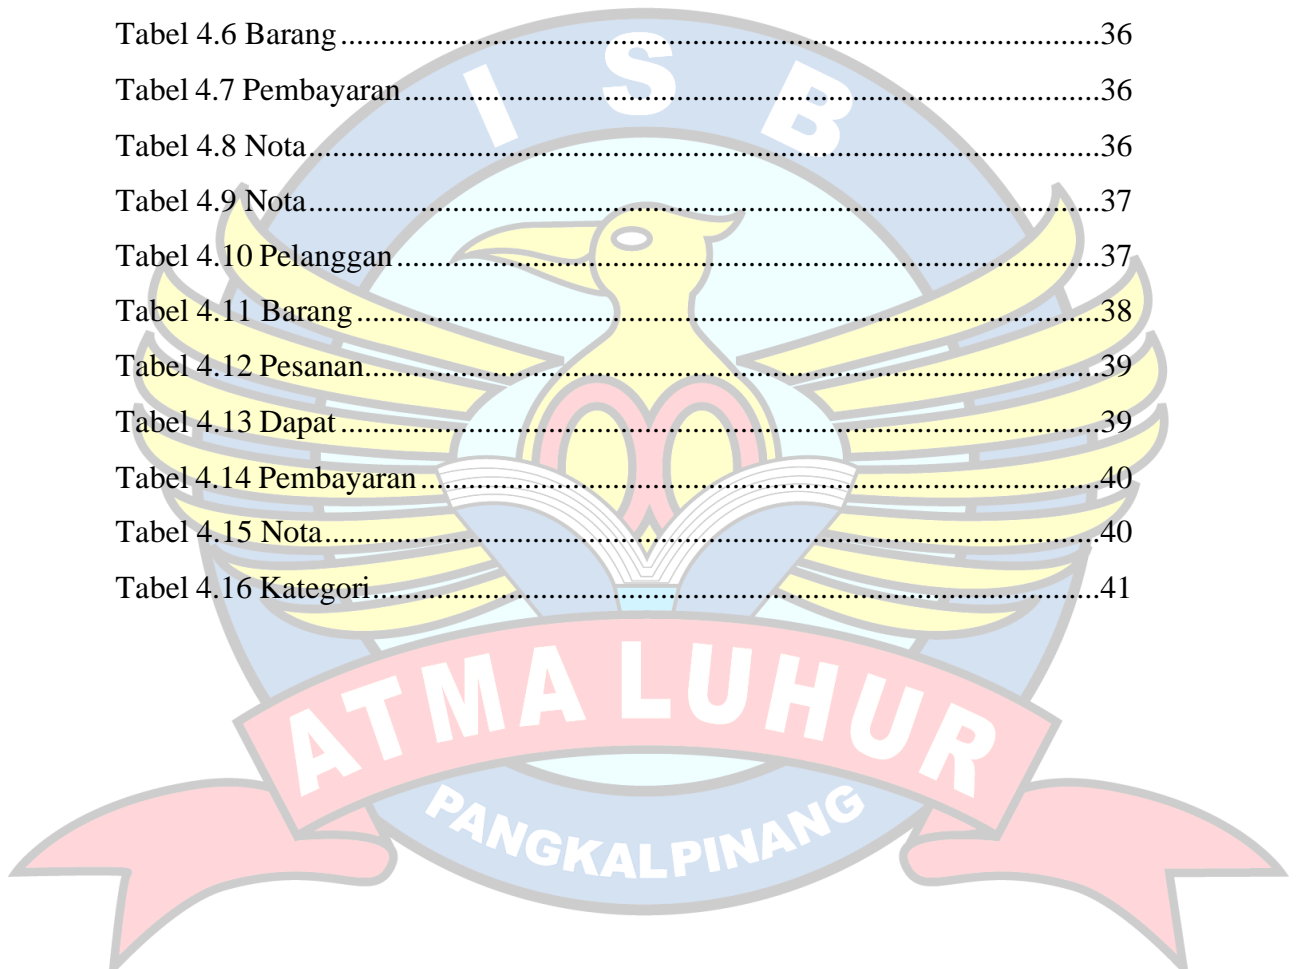 Tabel 4.6 Barang....................................................................................................36
Tabel 4.7 Pembayaran............................................................................................36
Tabel 4.8 Nota........................................................................................................36
Tabel 4.9 Nota........................................................................................................37
Tabel 4.10 Pelanggan.............................................................................................37
Tabel 4.11 Barang..................................................................................................38
Tabel 4.12 Pesanan.................................................................................................39
Tabel 4.13 Dapat....................................................................................................39
Tabel 4.14 Pembayaran..........................................................................................40
Tabel 4.15 Nota......................................................................................................40
Tabel 4.16 Kategori................................................................................................41
I S B
ATMA LUHUR
PANGKALPINANG